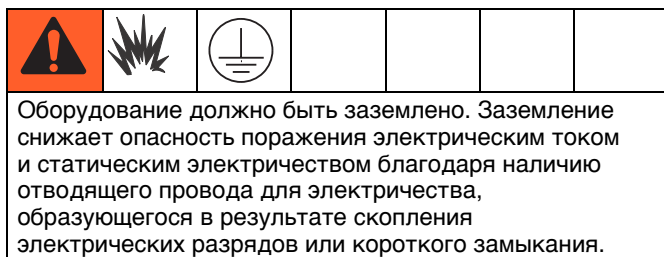 Оборудование должно быть заземлено. Заземление
снижает опасность поражения электрическим током
и статическим электричеством благодаря наличию
отводящего провода для электричества,
образующегося в результате скопления
электрических разрядов или короткого замыкания.